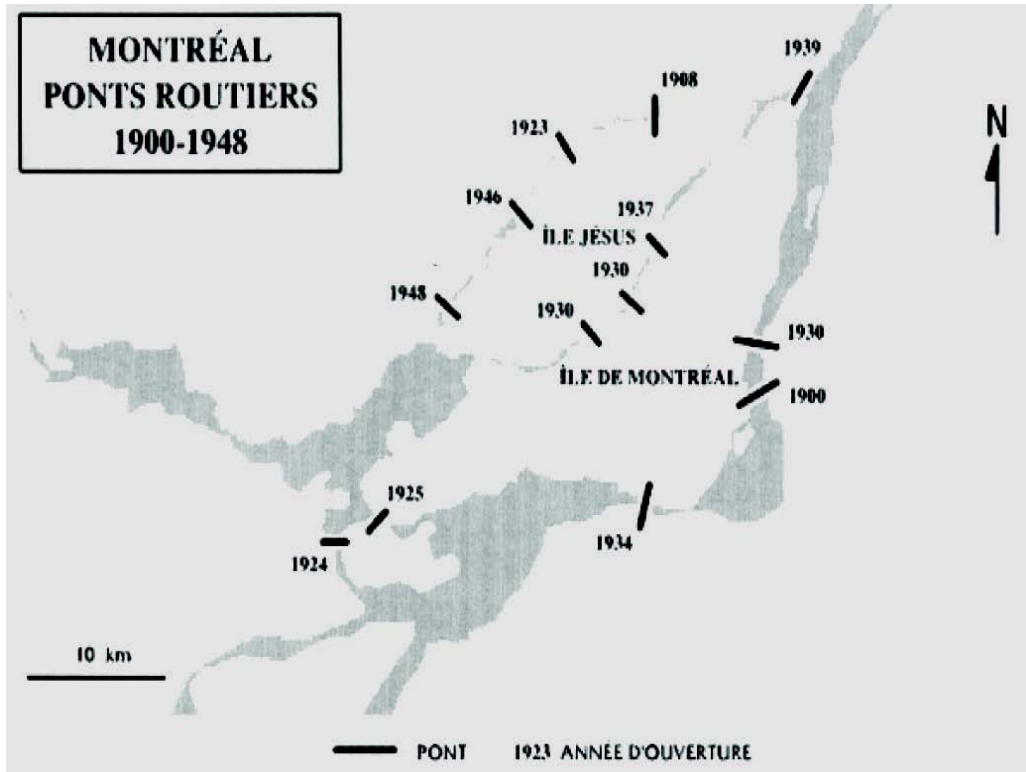 MONTRÉAL
PONTS ROUTIERS
1900-1948
1939
1908
1923
N
1946
1937
ÎLE JÉSUS
1930
1948
1930
1930
ÎLE DE MONTRÉAL
1900
1925
1934
1924
10 km
PONT 1923 ANNÉE D'OUVERTURE